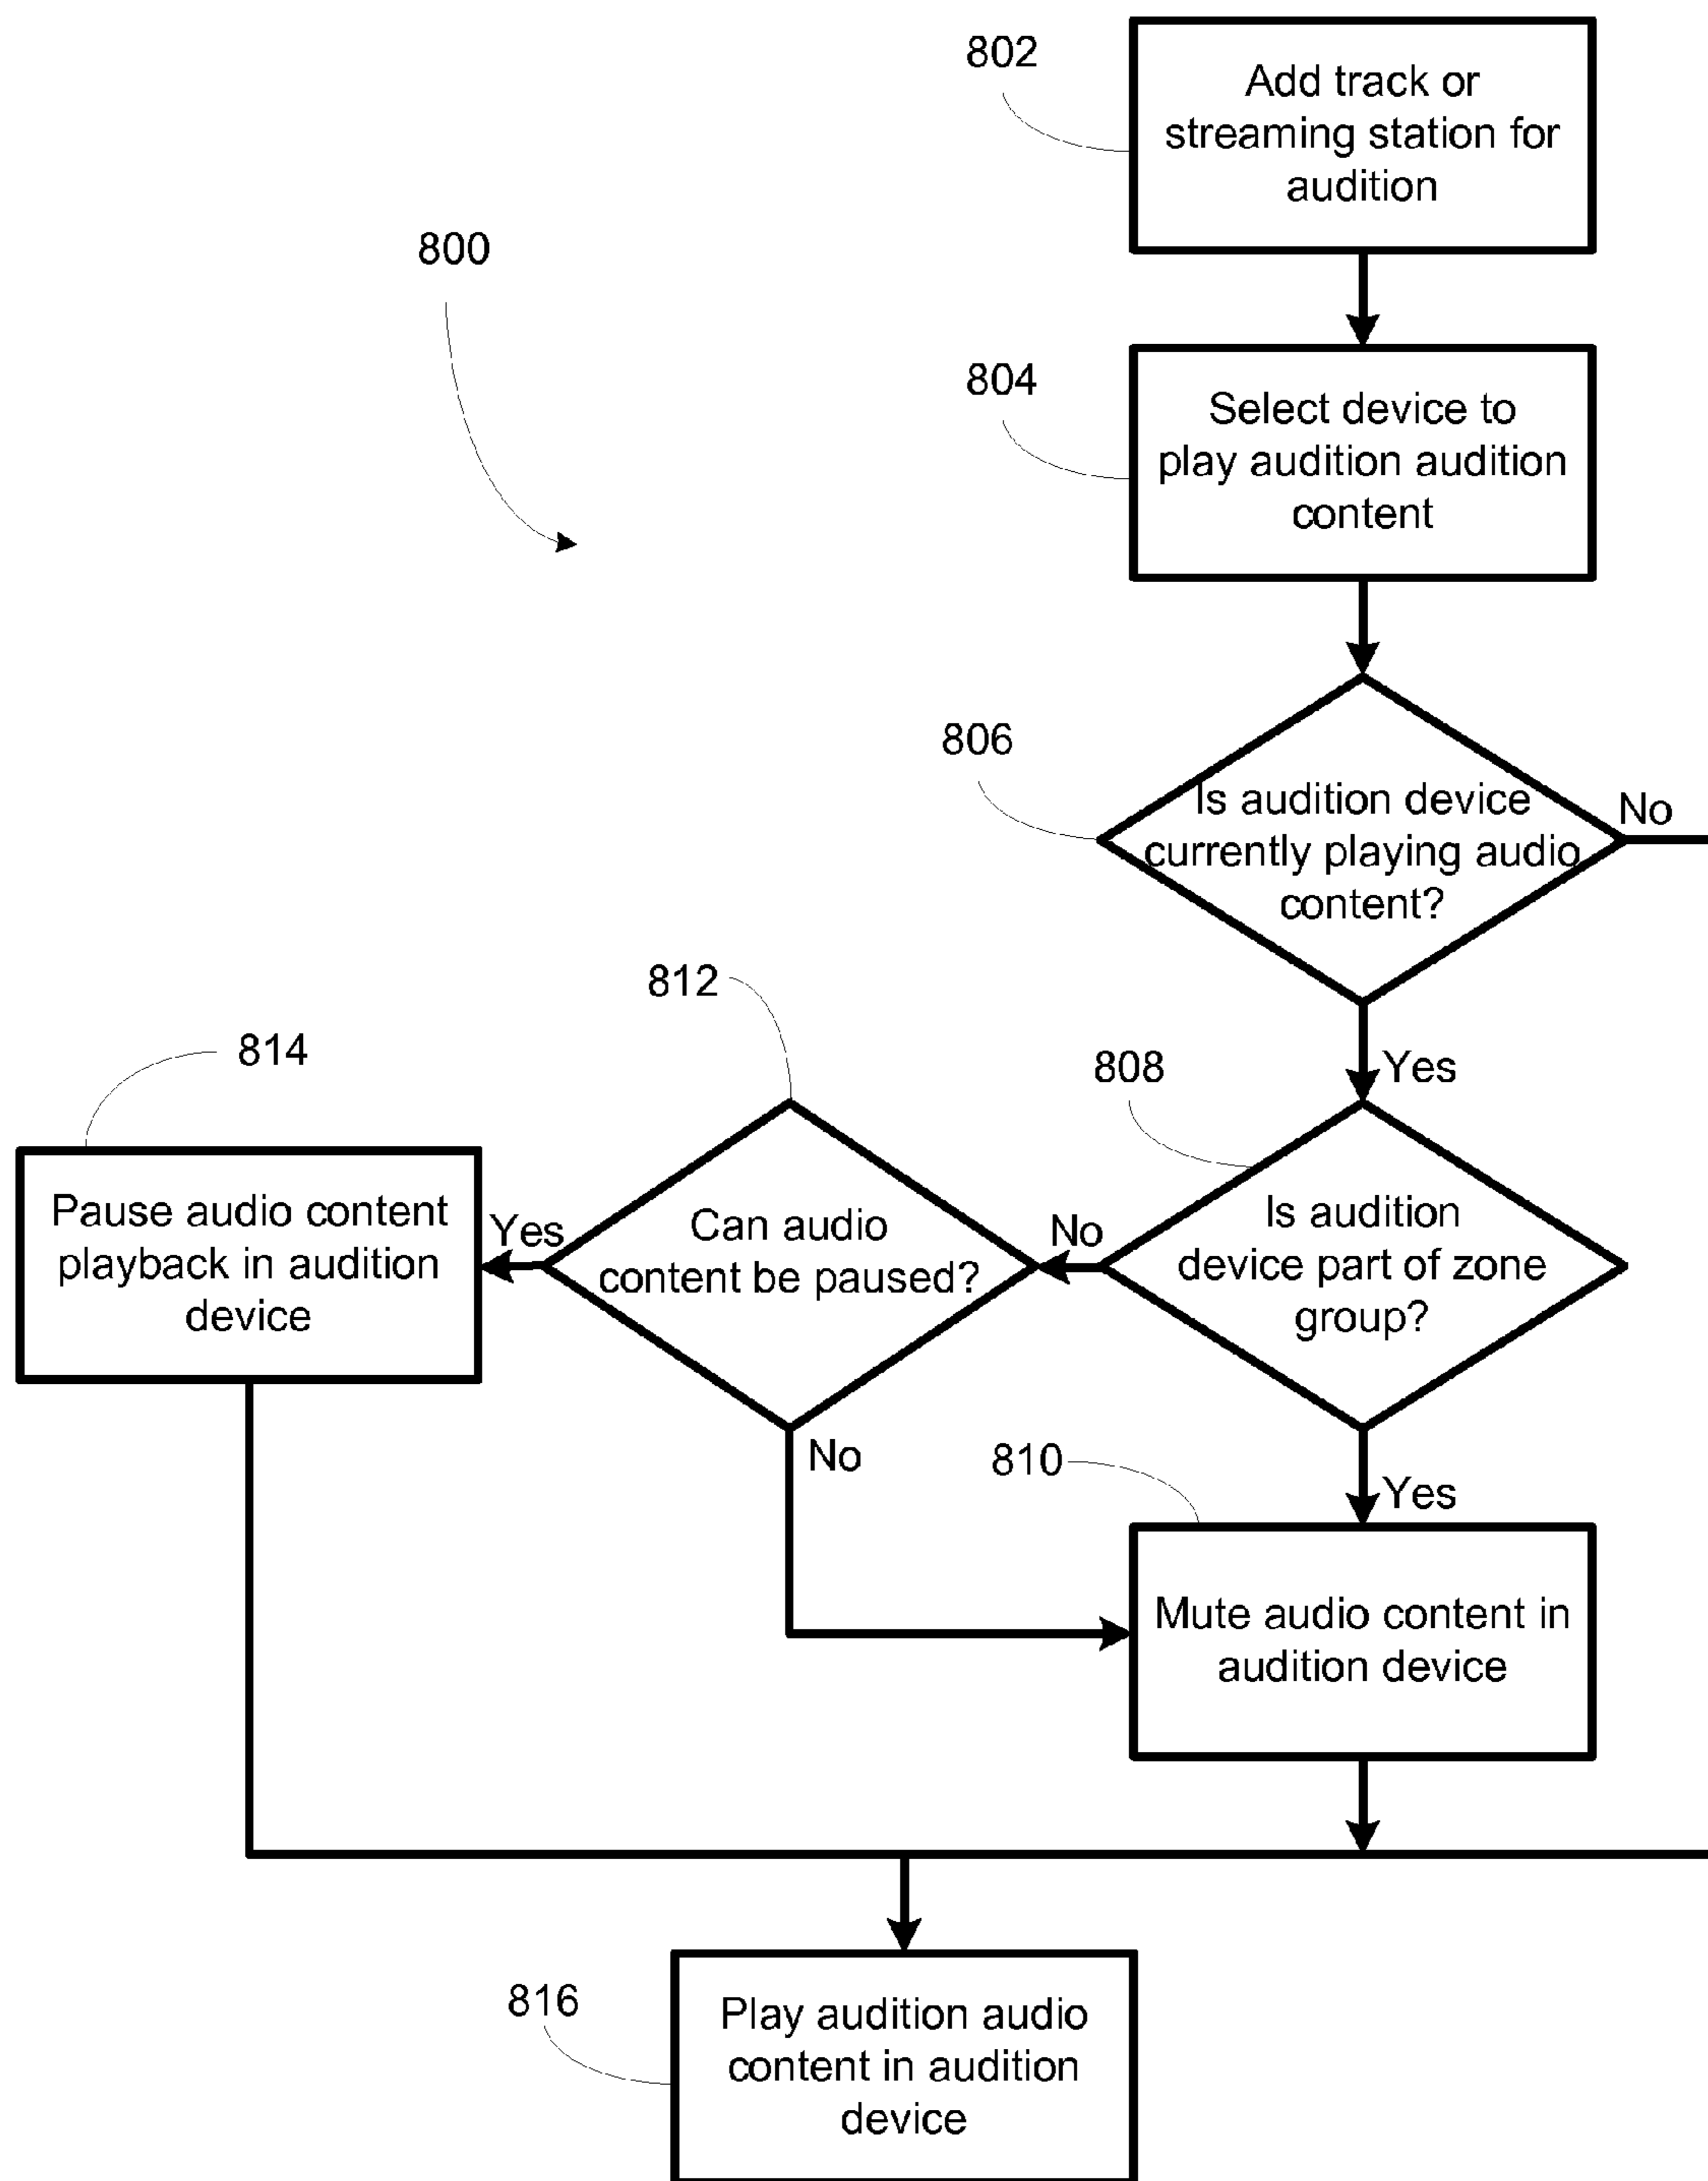 802
Add track or
streaming station for
audition
800
804
Select device to
play audition audition
content
806
Is audition device
currently playing audio
content?
No
Yes
812
814
808
Pause audio content
playback in audition
device
Yes
Can audio
content be paused?
No
Is audition
device part of zone
group?
No
810
Yes
Mute audio content in
audition device
816
Play audition audio
content in audition
device